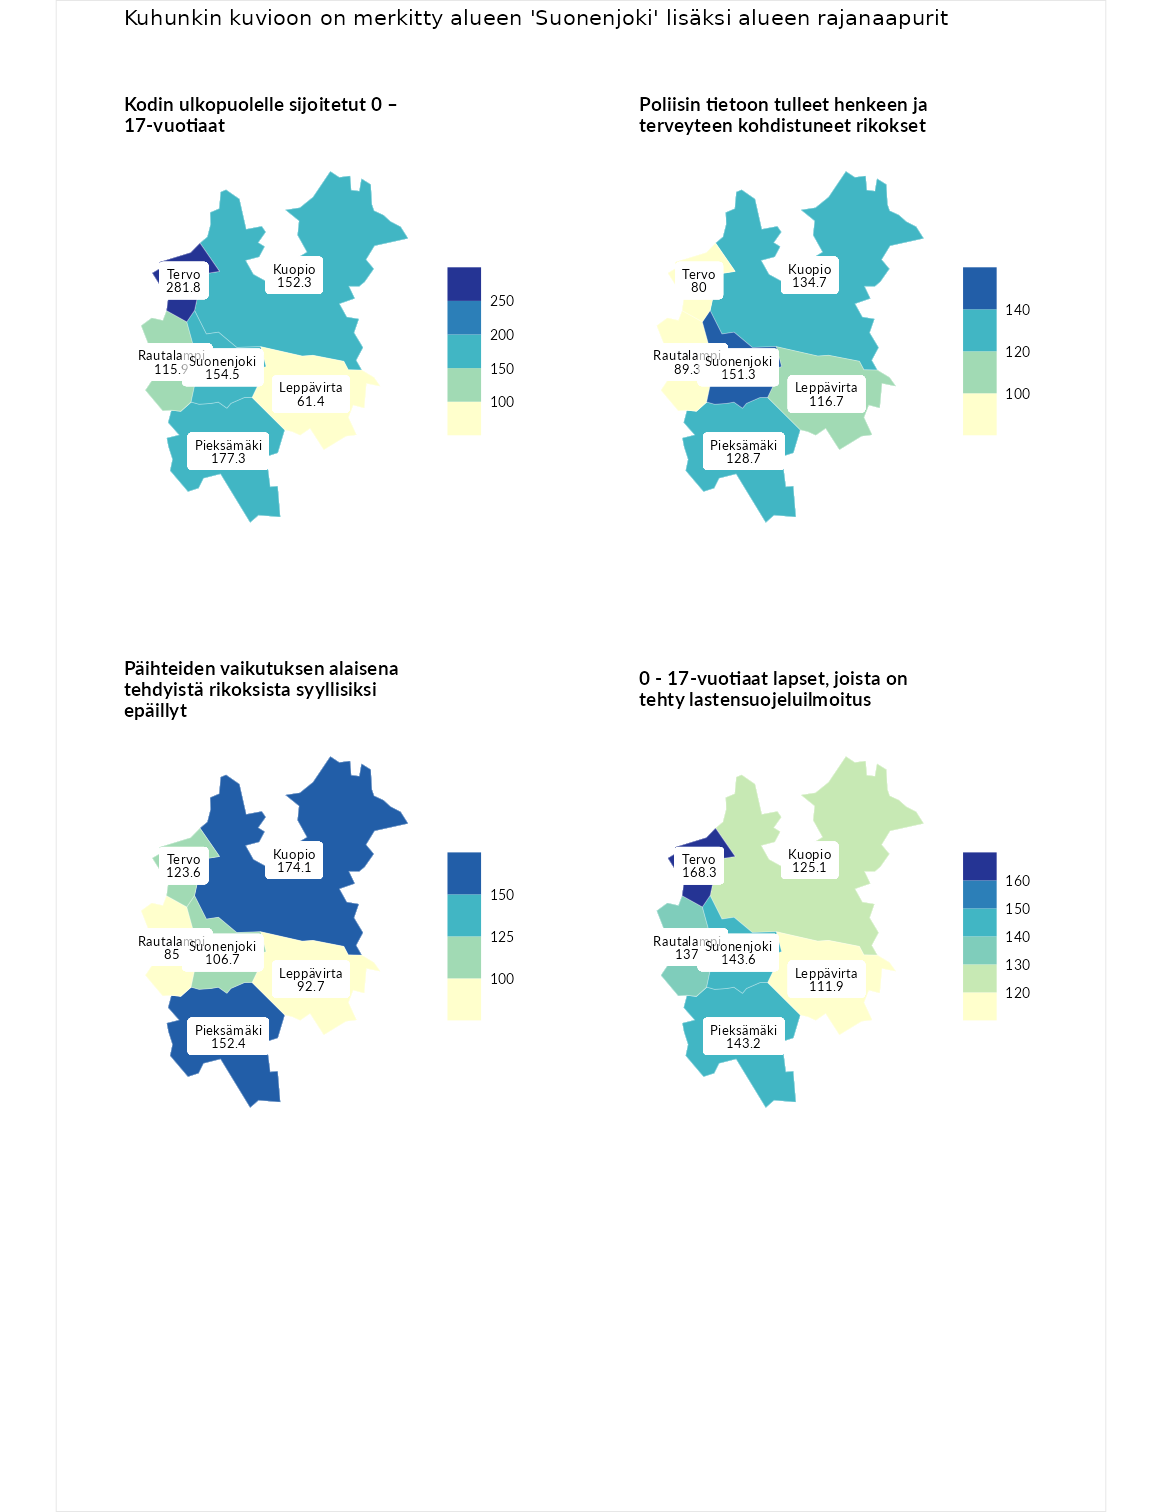 Kuhunkin kuvioon on merkitty alueen 'Suonenjoki' lisäksi alueen rajanaapurit
Kodin ulkopuolelle sijoitetut 0 –
17-vuotiaat
Tervo
281.8
Kuopio
152.3
Rautalampi
115.9
Suonenjoki
154.5
Leppävirta
61.4
Pieksämäki
177.3
250
200
150
100
Poliisin tietoon tulleet henkeen ja
terveyteen kohdistuneet rikokset
Tervo
80
Kuopio
134.7
Rautalampi
89.3
Suonenjoki
151.3
Leppävirta
116.7
Pieksämäki
128.7
140
120
100
Päihteiden vaikutuksen alaisena
tehdyistä rikoksista syyllisiksi
epäillyt
Tervo
123.6
Kuopio
174.1
Rautalampi
85
Suonenjoki
106.7
Leppävirta
92.7
Pieksämäki
152.4
150
125
100
0 - 17-vuotiaat lapset, joista on
tehty lastensuojeluilmoitus
Tervo
168.3
Kuopio
125.1
Rautalampi
137
Suonenjoki
143.6
Leppävirta
111.9
Pieksämäki
143.2
160
150
140
130
120